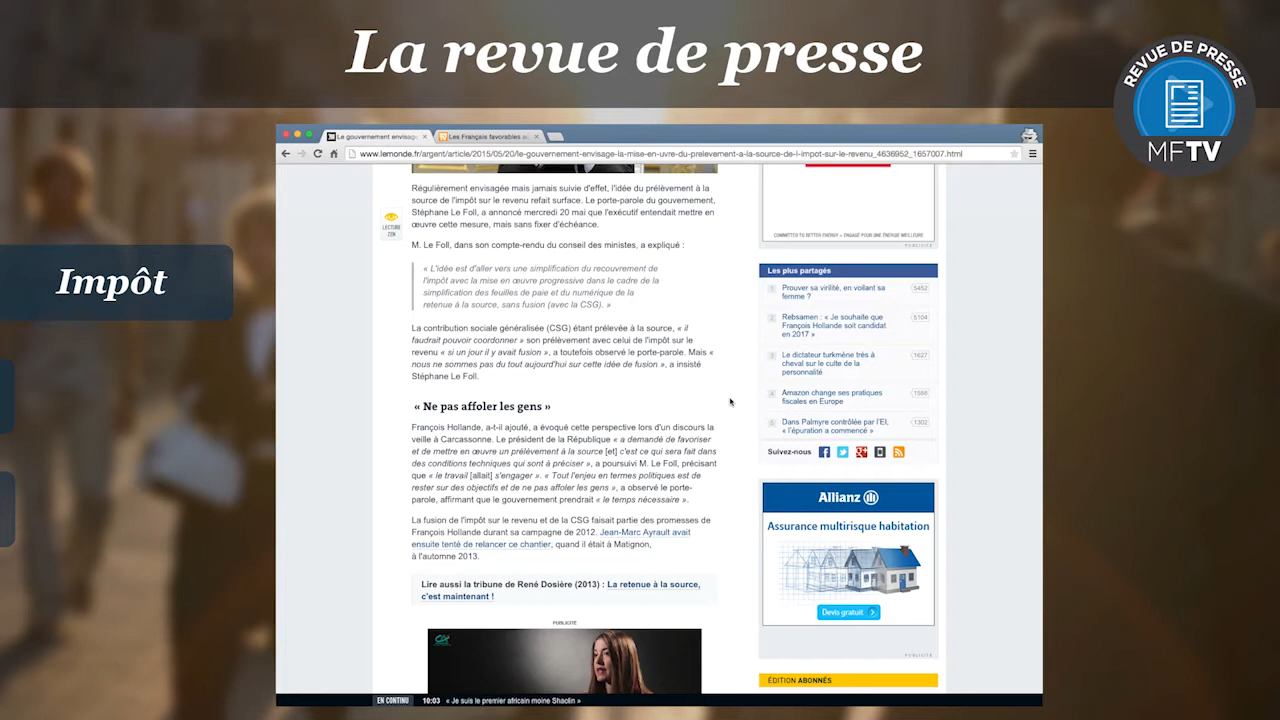 La revue de presse
REVUE DE PRESSE
MFTV
Impôt
Le gouvernement envisage
Les Français favorables
www.lemonde.fr/argent/article/2015/05/20/le-gouvernement-envisage-la-mise-en-uvre-du-prelevement-a-la-source-de-l-impot-sur-le-revenu_4636952_1657007.html
LECTURE
ZEN
Régulièrement envisagée mais jamais suivie d'effet, l'idée du prélèvement à la
source de l'impôt sur le revenu refait surface. Le porte-parole du gouvernement,
Stéphane Le Foll, a annoncé mercredi 20 mai que l'exécutif entendait mettre en
œuvre cette mesure, mais sans fixer d'échéance.
M. Le Foll, dans son compte-rendu du conseil des ministres, a expliqué :
« L'idée est d'aller vers une simplification du recouvrement de
l'impôt avec la mise en œuvre progressive dans le cadre de la
simplification des feuilles de paie et du numérique de la
retenue à la source, sans fusion (avec la CSG). »
La contribution sociale généralisée (CSG) étant prélevée à la source, « il
faudrait pouvoir coordonner » son prélèvement avec celui de l'impôt sur le
revenu « si un jour il y avait fusion », a toutefois observé le porte-parole. Mais «
nous ne sommes pas du tout aujourd'hui sur cette idée de fusion », a insisté
Stéphane Le Foll.
« Ne pas affoler les gens »
François Hollande, a-t-il ajouté, a évoqué cette perspective lors d'un discours la
veille à Carcassonne. Le président de la République « a demandé de favoriser
et de mettre en œuvre un prélèvement à la source [et] c'est ce qui sera fait dans
des conditions techniques qui sont à préciser », a poursuivi M. Le Foll, précisant
que « le travail [allait] s'engager ». « Tout l'enjeu en termes politiques est de
rester sur des objectifs et de ne pas affoler les gens », a observé le porte-
parole, affirmant que le gouvernement prendrait « le temps nécessaire ».
La fusion de l'impôt sur le revenu et de la CSG faisait partie des promesses de
François Hollande durant sa campagne de 2012. Jean-Marc Ayrault avait
ensuite tenté de relancer ce chantier, quand il était à Matignon,
à l'automne 2013.
Lire aussi la tribune de René Dosière (2013) : La retenue à la source,
c'est maintenant !
PUBLICITÉ
CA
COMMITTED TO BETTER ENERGY • ENGAGÉ POUR UNE ÉNERGIE MEILLEURE
PUBLICITÉ
Les plus partagés
1 Prouver sa virilité, en voilant sa 5452
femme ?
2 Rebsamen : « Je souhaite que 5104
François Hollande soit candidat
en 2017 »
3 Le dictateur turkmène très à 1627
cheval sur le culte de la
personnalité
4 Amazon change ses pratiques 1586
fiscales en Europe
5 Dans Palmyre contrôlée par l'EI, 1302
« l'épuration a commencé »
Suivez-nous
Allianz
Assurance multirisque habitation
Devis gratuit
PUBLICITÉ
ÉDITION ABONNÉS
EN CONTINU 10:03 « Je suis le premier africain moine Shaolin »